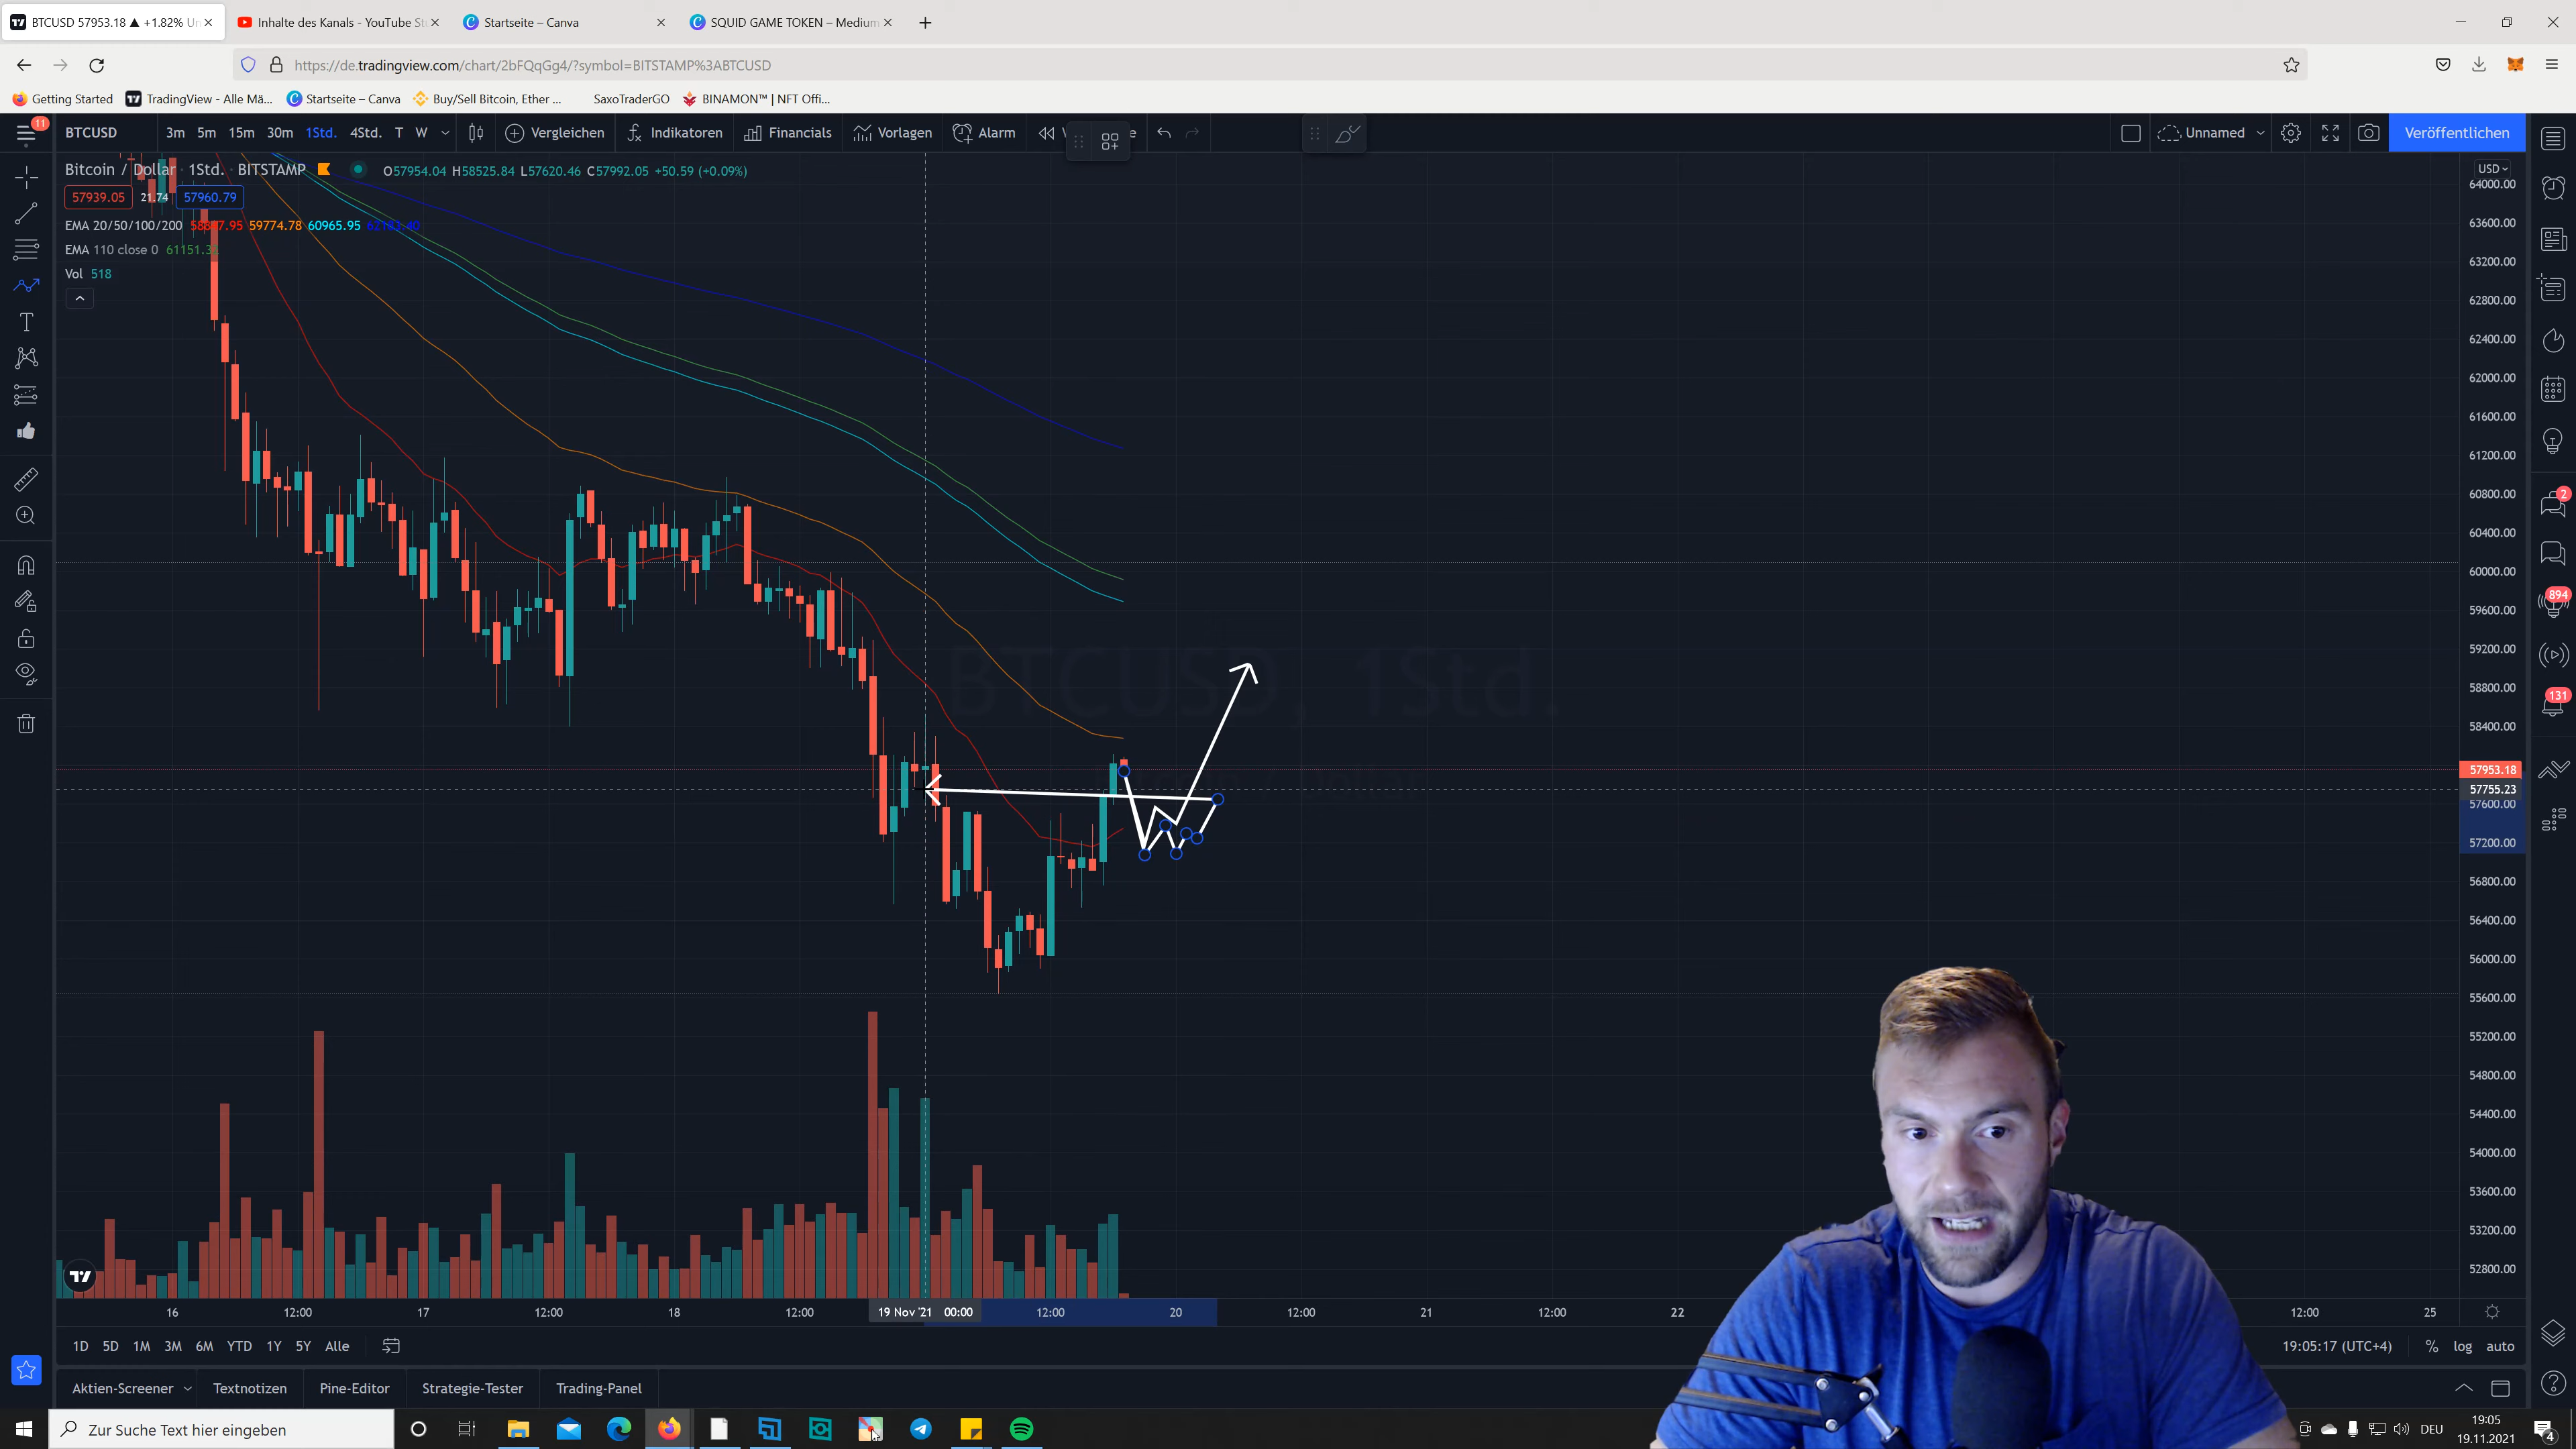 BTCUSD 57953.18 ▲ +1.82% Un
Inhalte des Kanals - YouTube St
Startseite – Canva
SQUID GAME TOKEN – Medium
https://de.tradingview.com/chart/2bFQqGg4/?symbol=BITSTAMP%3ABTCUSD
Getting Started
TradingView - Alle Mä...
Startseite – Canva
Buy/Sell Bitcoin, Ether ...
SaxoTraderGO
BINAMON™ | NFT Offi...
11
BTCUSD 3m 5m 15m 30m 1Std. 4Std. T W Vergleichen Indikatoren Financials Vorlagen Alarm
Unnamed
Veröffentlichen
Bitcoin / Dollar · 1Std. · BITSTAMP O57954.04 H58525.84 L57620.46 C57992.05 +50.59 (+0.09%)
57939.05 21.74 57960.79
EMA 20/50/100/200 59774.78 60965.95
EMA 110 close 0
Vol 518
BTCUSD, 1Std.
Bitcoin / Dollar
USD
64000.00
63600.00
63200.00
62800.00
62400.00
62000.00
61600.00
61200.00
60800.00
60400.00
60000.00
59600.00
59200.00
58800.00
58400.00
57953.18
57755.23
57600.00
57200.00
56800.00
56400.00
56000.00
55600.00
55200.00
54800.00
54400.00
54000.00
53600.00
53200.00
52800.00
2
894
131
16 12:00 17 12:00 18 12:00 19 Nov '21 00:00 12:00 20 12:00 21 12:00 22 12:00 25
1D 5D 1M 3M 6M YTD 1Y 5Y Alle
19:05:17 (UTC+4) % log auto
Aktien-Screener Textnotizen Pine-Editor Strategie-Tester Trading-Panel
Zur Suche Text hier eingeben
DEU
19:05
19.11.2021
4